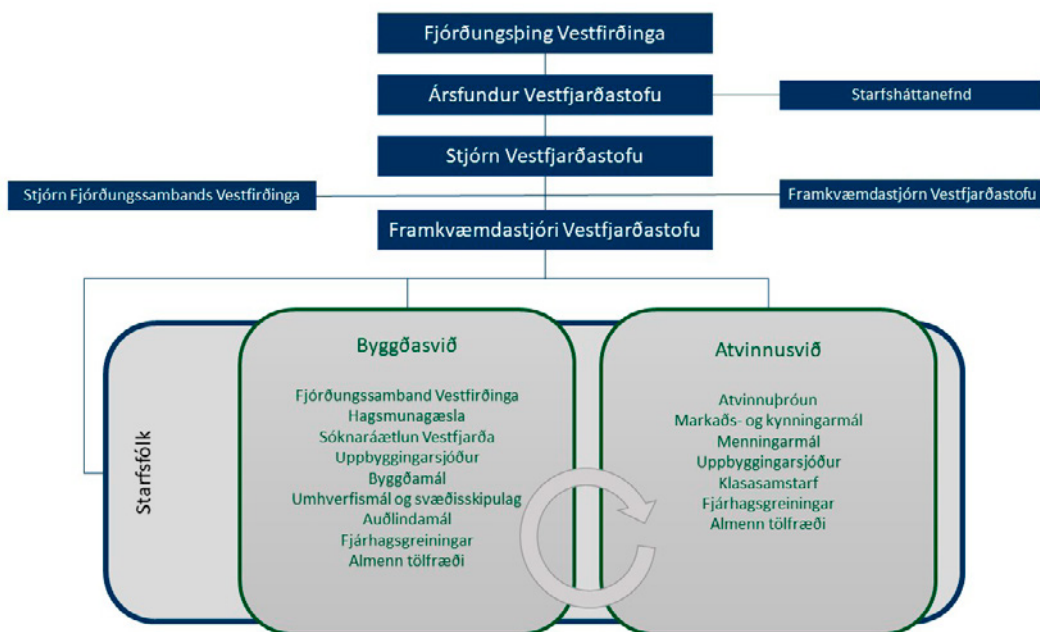 Fjórðungsþing Vestfirðinga
Ársfundur Vestfjarðastofu
Starfsháttanefnd
Stjórn Vestfjarðastofu
Stjórn Fjórðungssambands Vestfirðinga
Framkvæmdastjórn Vestfjarðastofu
Framkvæmdastjóri Vestfjarðastofu
Starfsfólk
Byggðasvið
Fjórðungssamband Vestfirðinga
Hagsmunagæsla
Sóknaráætlun Vestfjarða
Uppbyggingarsjóður
Byggðamál
Umhverfismál og svæðisskipulag
Auðlindamál
Fjárhagsgreiningar
Almenn tölfræði
Atvinnusvið
Atvinnuþróun
Markaðs- og kynningarmál
Menningarmál
Uppbyggingarsjóður
Klasasamstarf
Fjárhagsgreiningar
Almenn tölfræði